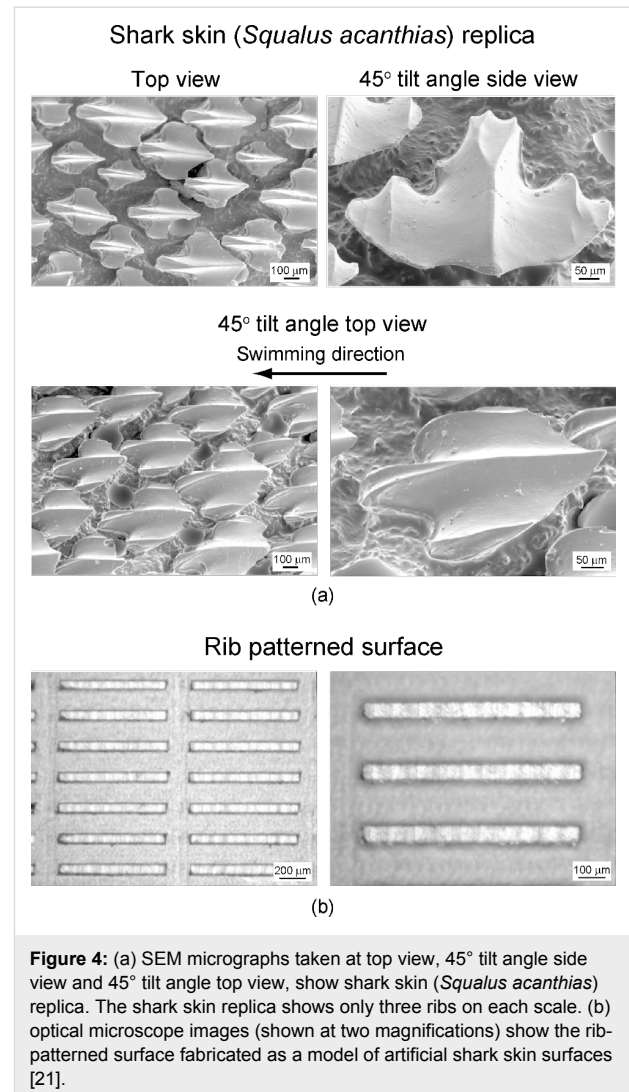 Shark skin (Squalus acanthias) replica
Top view
45° tilt angle side view
100 μm
50 μm
45° tilt angle top view
Swimming direction
100 μm
50 μm
(a)
Rib patterned surface
200 μm
100 μm
(b)
Figure 4: (a) SEM micrographs taken at top view, 45° tilt angle side
view and 45° tilt angle top view, show shark skin (Squalus acanthias)
replica. The shark skin replica shows only three ribs on each scale. (b)
optical microscope images (shown at two magnifications) show the rib-
patterned surface fabricated as a model of artificial shark skin surfaces
[21].